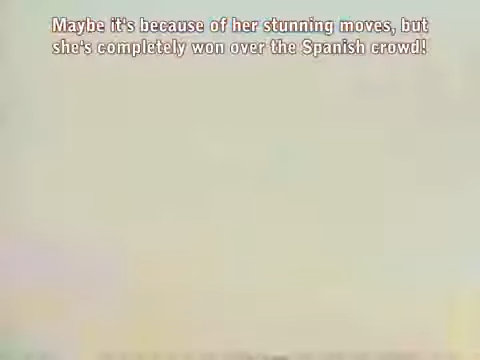 Maybe it's because of her stunning moves, but
she's completely won over the Spanish crowd!